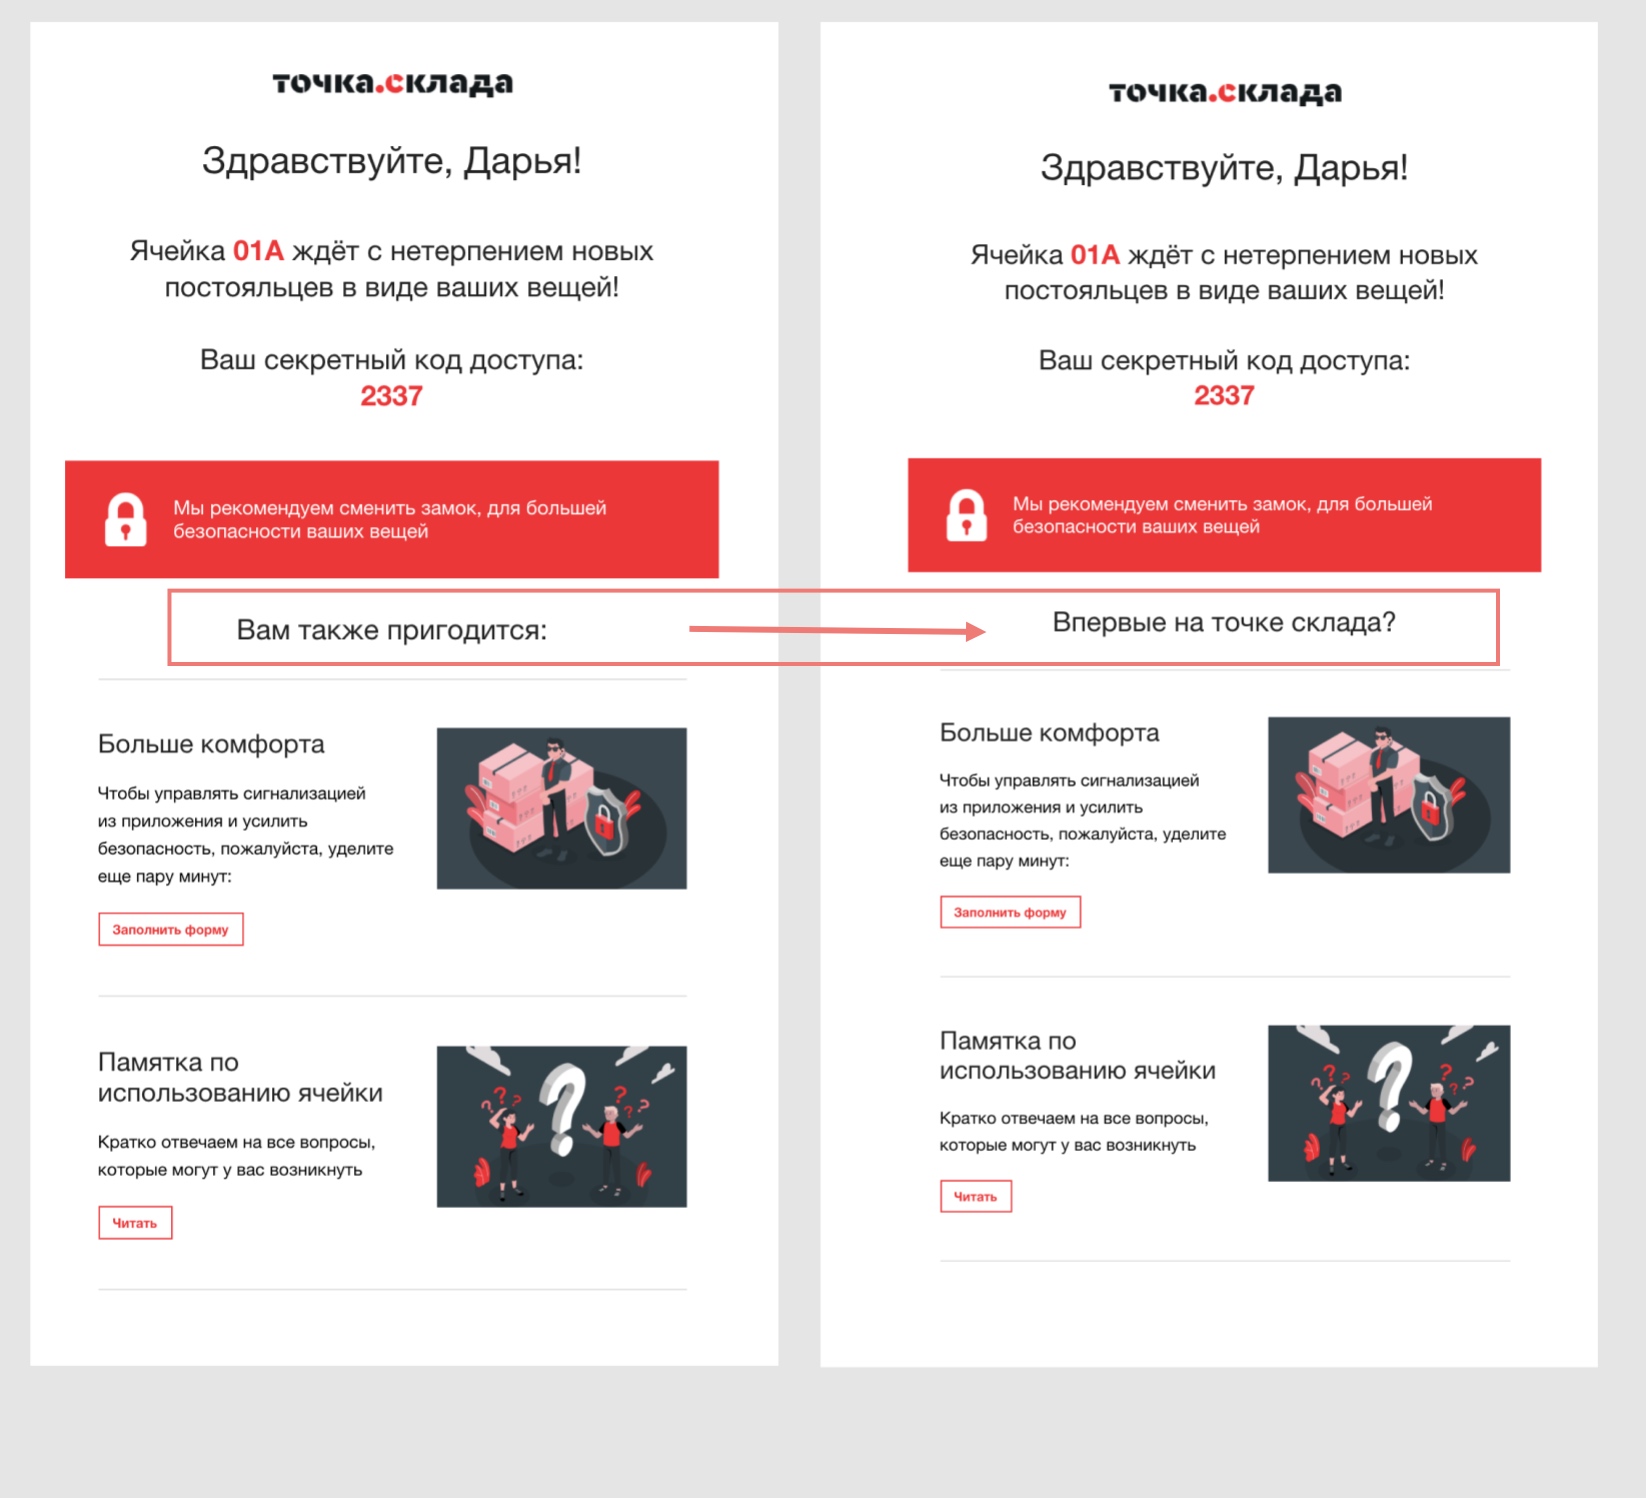 точка.склада
Здравствуйте, Дарья!
Ячейка 01А ждёт с нетерпением новых
постояльцев в виде ваших вещей!
Ваш секретный код доступа:
2337
Мы рекомендуем сменить замок, для большей
безопасности ваших вещей
Вам также пригодится:
Больше комфорта
Чтобы управлять сигнализацией
из приложения и усилить
безопасность, пожалуйста, уделите
еще пару минут:
Заполнить форму
Памятка по
использованию ячейки
Кратко отвечаем на все вопросы,
которые могут у вас возникнуть
Читать
точка.склада
Здравствуйте, Дарья!
Ячейка 01А ждёт с нетерпением новых
постояльцев в виде ваших вещей!
Ваш секретный код доступа:
2337
Мы рекомендуем сменить замок, для большей
безопасности ваших вещей
Впервые на точке склада?
Больше комфорта
Чтобы управлять сигнализацией
из приложения и усилить
безопасность, пожалуйста, уделите
еще пару минут:
Заполнить форму
Памятка по
использованию ячейки
Кратко отвечаем на все вопросы,
которые могут у вас возникнуть
Читать